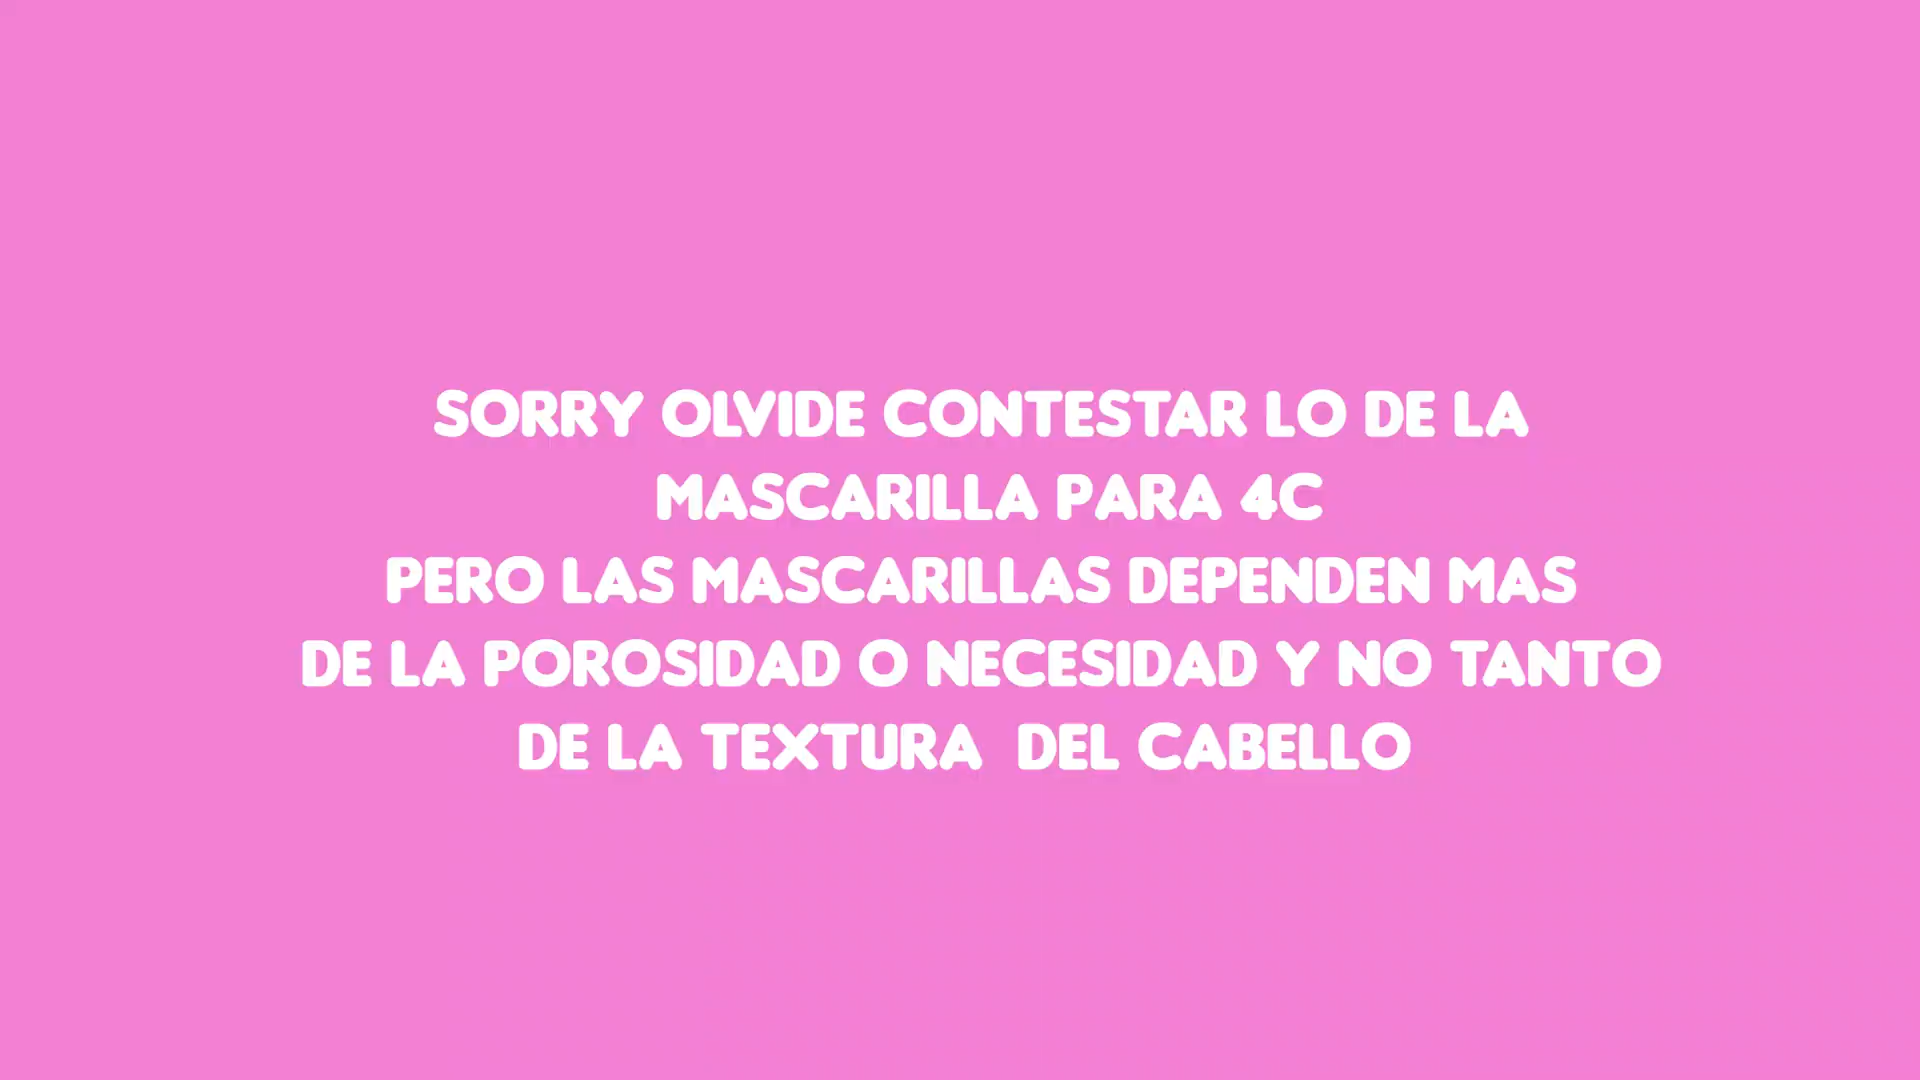 SORRY OLVIDE CONTESTAR LO DE LA
MASCARILLA PARA 4C
PERO LAS MASCARILLAS DEPENDEN MAS
DE LA POROSIDAD O NECESIDAD Y NO TANTO
DE LA TEXTURA DEL CABELLO